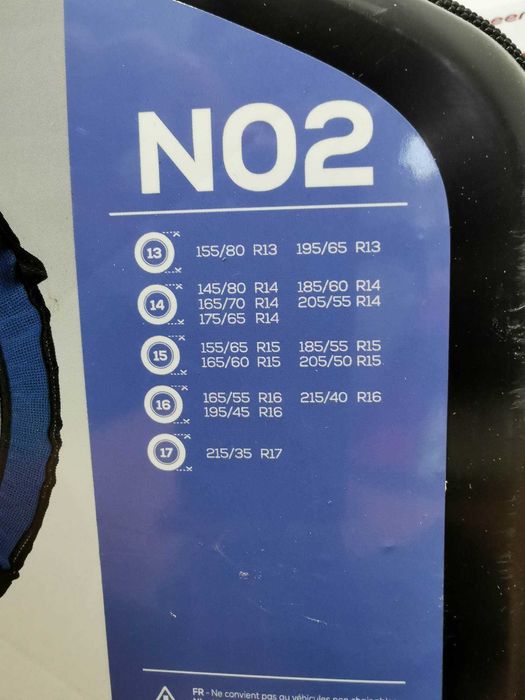 N02
13 155/80 R13 195/65 R13
14 145/80 R14 185/60 R14
165/70 R14 205/55 R14
175/65 R14
15 155/65 R15 185/55 R15
165/60 R15 205/50 R15
16 165/55 R16 215/40 R16
195/45 R16
17 215/35 R17
FR - Ne convient pas au véhicules non chainables